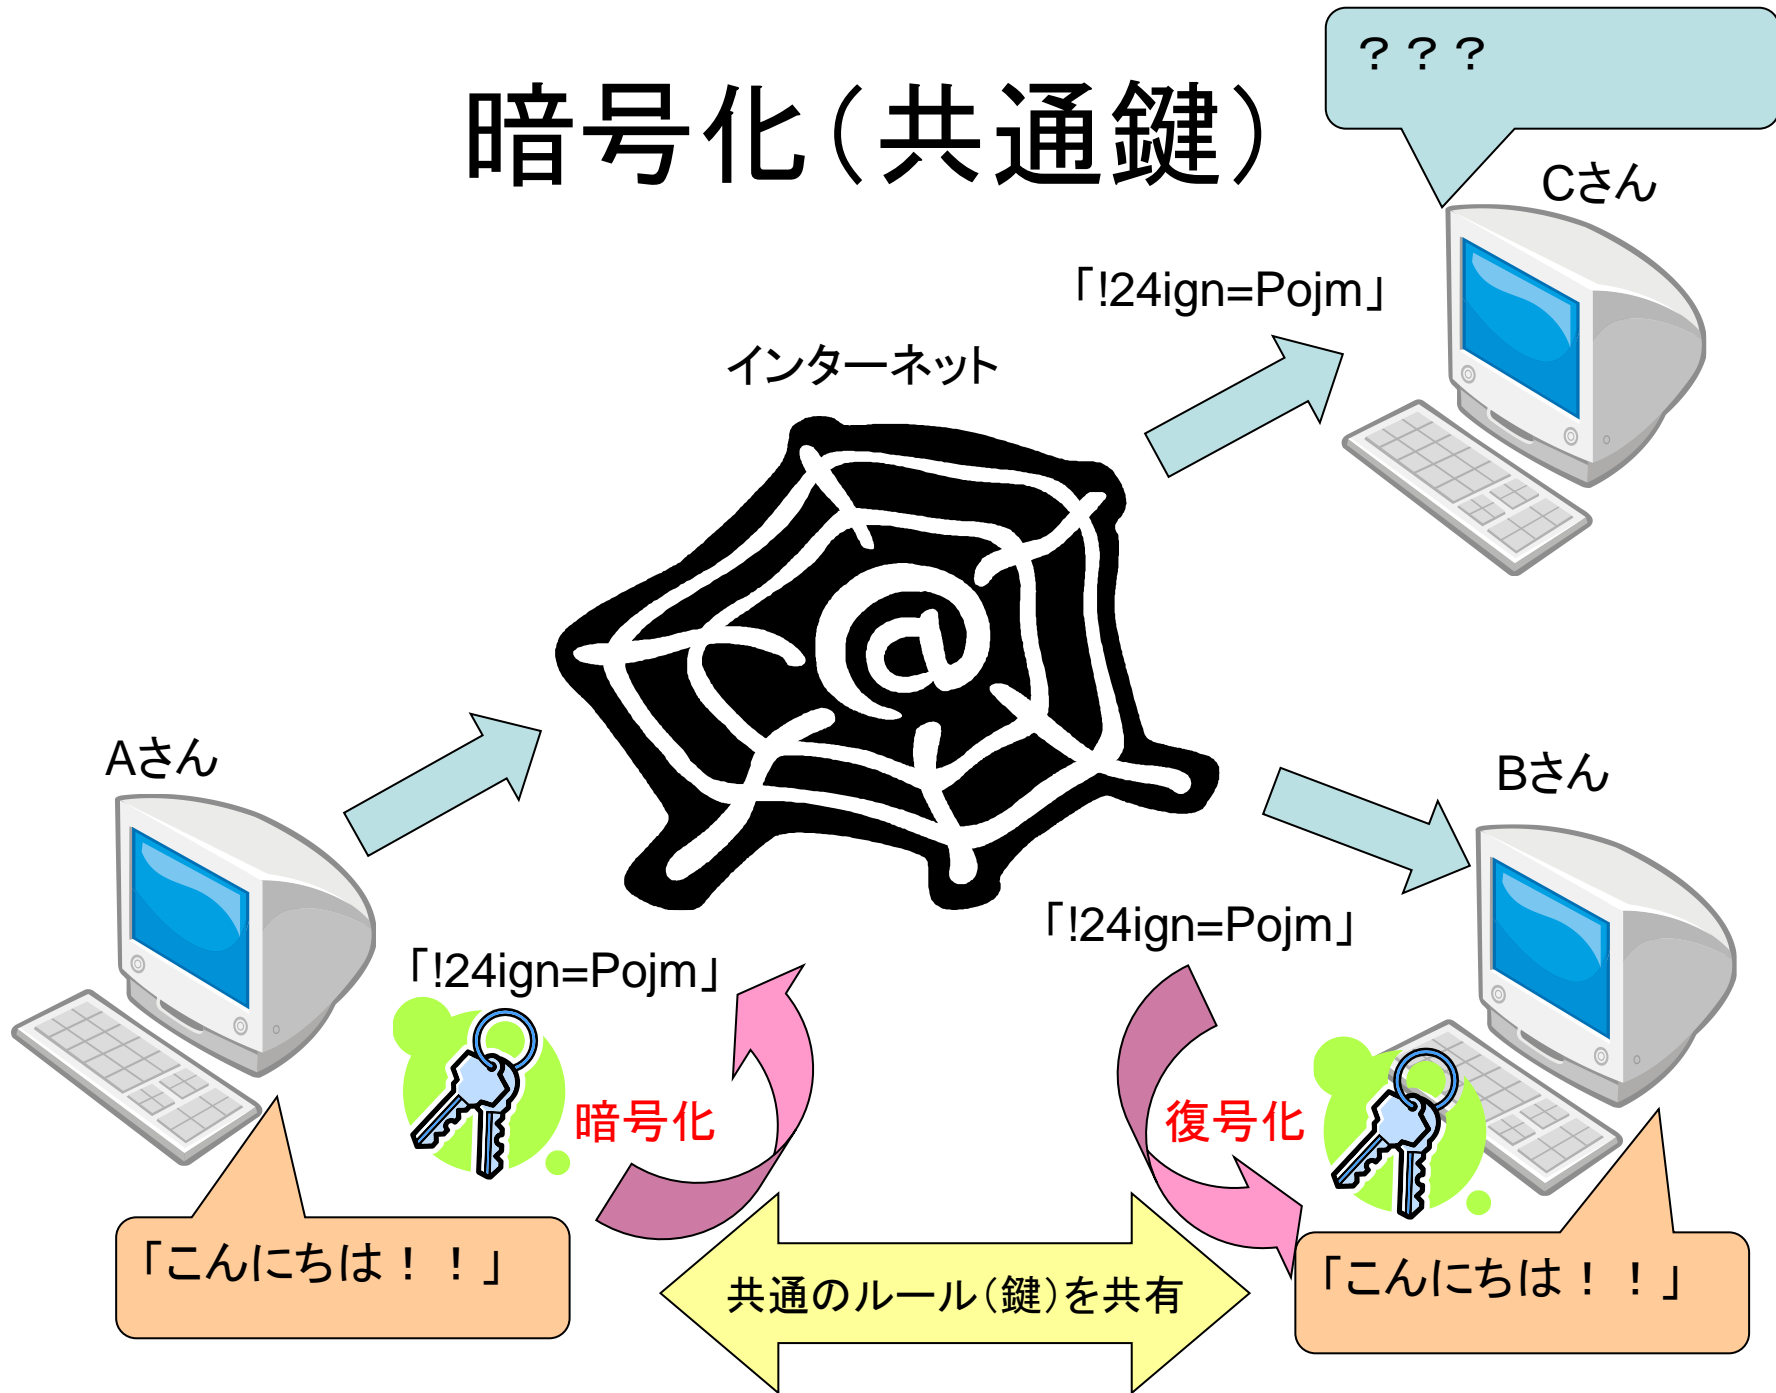 ？？？
暗号化（共通鍵）
Cさん
「!24ign=Pojm」
インターネット
Aさん
Bさん
「!24ign=Pojm」
「!24ign=Pojm」
暗号化
復号化
「こんにちは！！」
共通のルール（鍵）を共有
「こんにちは！！」